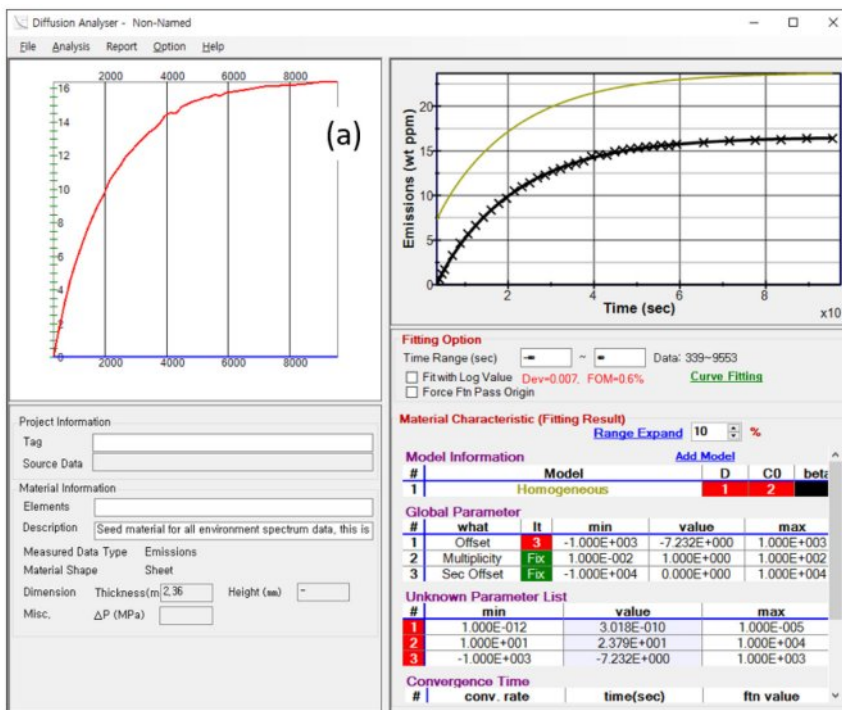 Diffusion Analyser - Non-Named
File Analysis Report Option Help
2000 4000 6000 8000
16
14
12
10
8
6
4
2
0
2000 4000 6000 8000
(a)
Emissions (wt ppm)
20
15
10
5
0
2 4 6 8
Time (sec)
x10
Project Information
Tag
Source Data
Material Information
Elements
Description Seed material for all environment spectrum data, this is
Measured Data Type Emissions
Material Shape Sheet
Dimension Thickness(m 2,36 Height (mm) -
Misc, ΔP (MPa)
Fitting Option
Time Range (sec) -∞ ~ ∞ Data: 339~9553
Fit with Log Value Dev=0.007, FOM=0.6% Curve Fitting
Force Ftn Pass Origin
Material Characteristic (Fitting Result)
Range Expand 10 %
Model Information Add Model
# Model D C0 beta
1 Homogeneous 1 2
Global Parameter
# what It min value max
1 Offset 3 -1.000E+003 -7.232E+000 1.000E+003
2 Multiplicity Fix 1.000E-002 1.000E+000 1.000E+002
3 Sec Offset Fix -1.000E+004 0.000E+000 1.000E+004
Unknown Parameter List
# min value max
1 1.000E-012 3.018E-010 1.000E-005
2 1.000E+001 2.379E+001 1.000E+004
3 -1.000E+003 -7.232E+000 1.000E+003
Convergence Time
# conv. rate time(sec) ftn value